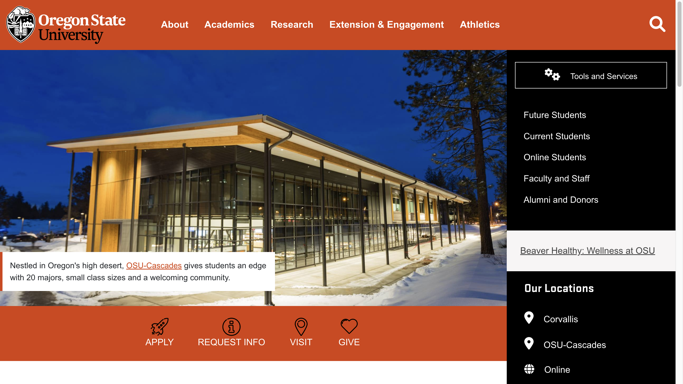 Oregon State
University
About
Academics
Research
Extension & Engagement
Athletics
Tools and Services
Future Students
Current Students
Online Students
Faculty and Staff
Alumni and Donors
Beaver Healthy: Wellness at OSU
Nestled in Oregon's high desert, OSU-Cascades gives students an edge
with 20 majors, small class sizes and a welcoming community.
Our Locations
Corvallis
OSU-Cascades
Online
APPLY
REQUEST INFO
VISIT
GIVE